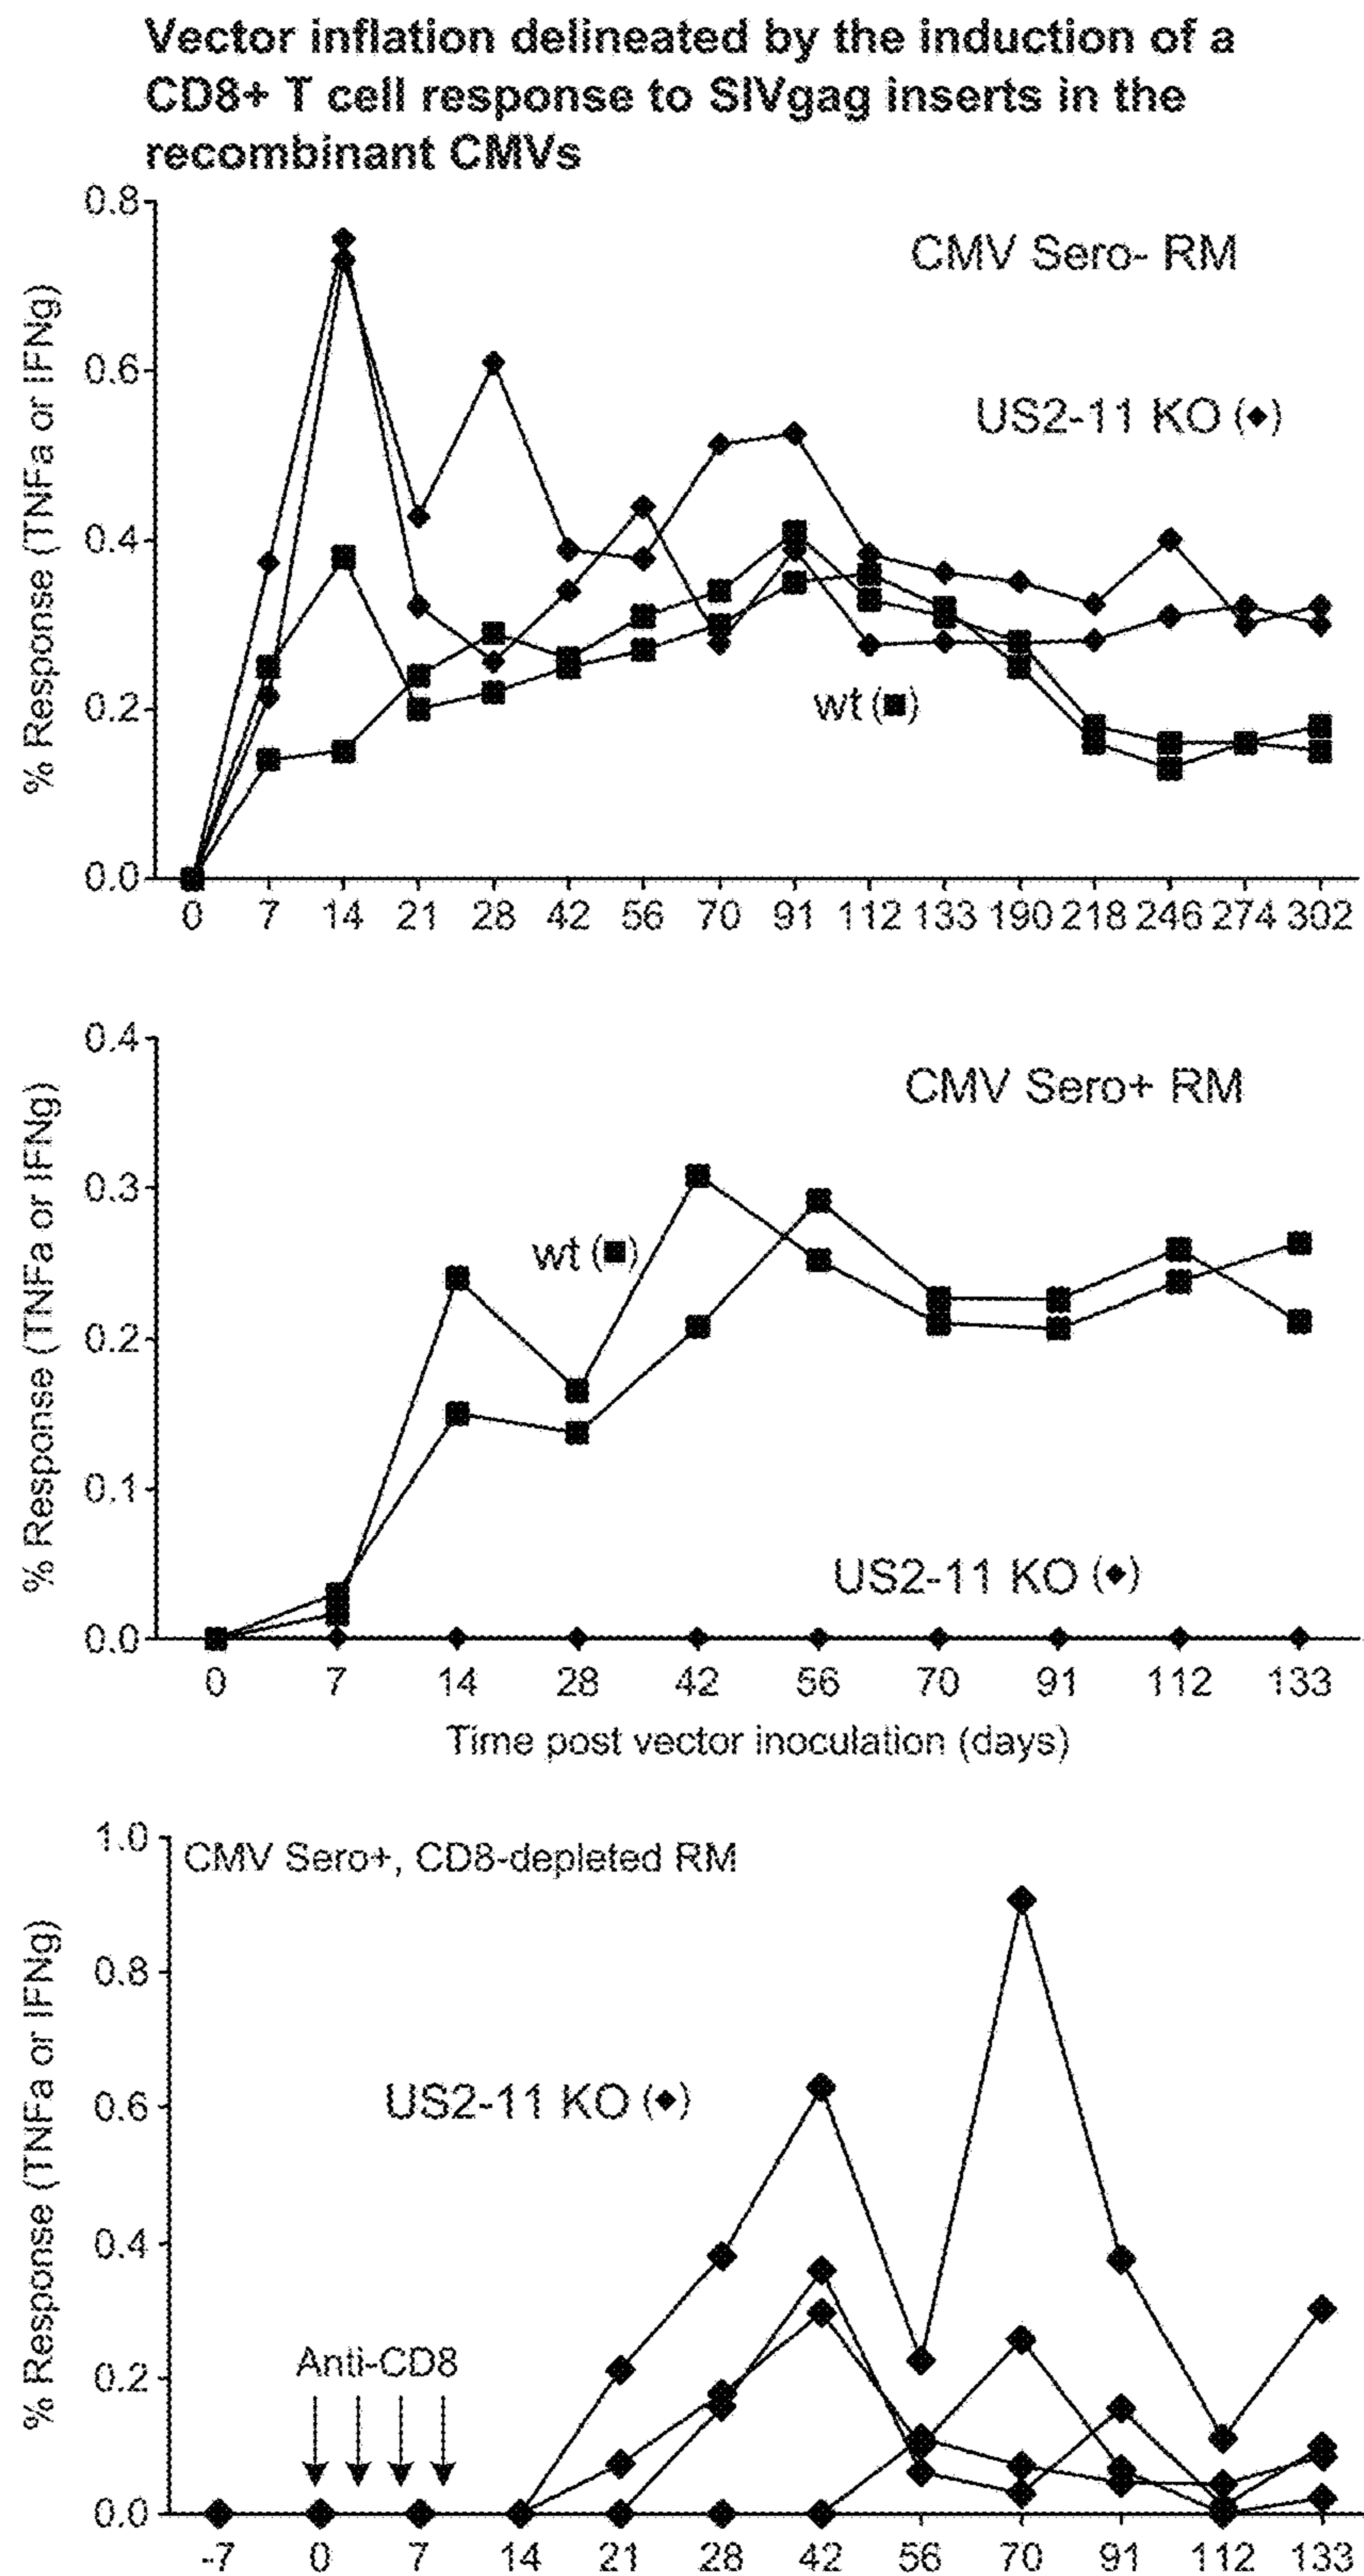 Vector inflation delineated by the induction of a
CD8+ T cell response to SIVgag inserts in the
recombinant CMVs
% Response (TNFa or IFNg)
0.8
0.6
0.4
0.2
0.0
CMV Sero- RM
US2-11 KO (◆)
wt (■)
0 7 14 21 28 42 56 70 91 112 133 190 218 246 274 302
% Response (TNFa or IFNg)
0.4
0.3
0.2
0.1
0.0
CMV Sero+ RM
wt (■)
US2-11 KO (◆)
0 7 14 28 42 56 70 91 112 133
Time post vector inoculation (days)
% Response (TNFa or IFNg)
1.0
0.8
0.6
0.4
0.2
0.0
CMV Sero+, CD8-depleted RM
US2-11 KO (◆)
Anti-CD8
-7 0 7 14 21 28 42 56 70 91 112 133